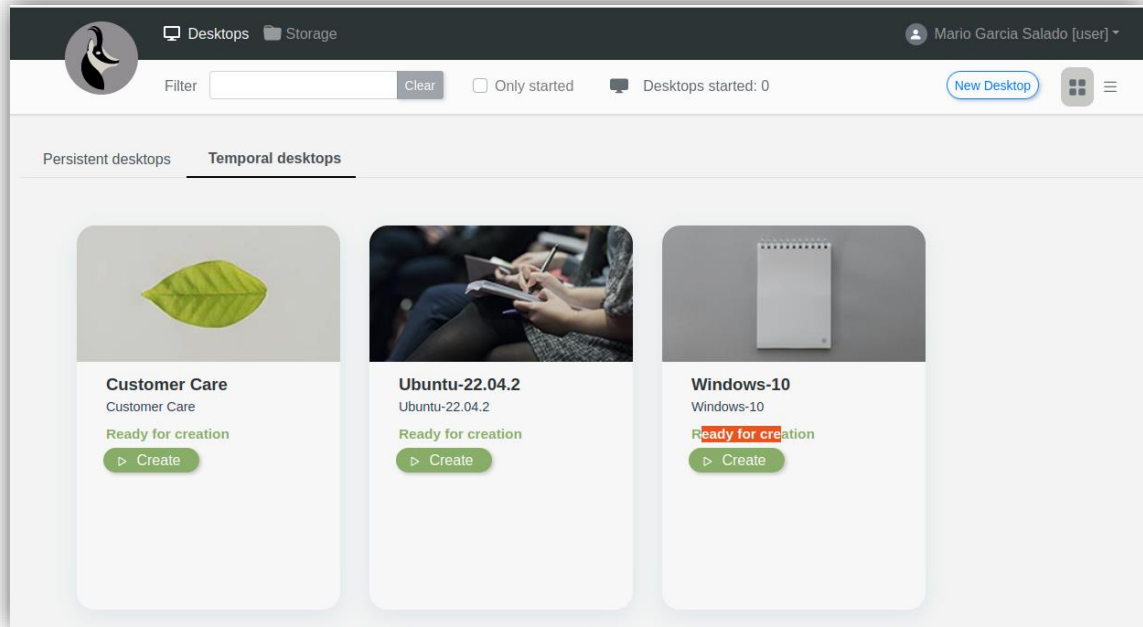 Desktops Storage Mario Garcia Salado [user]
Filter Clear Only started Desktops started: 0 New Desktop
Persistent desktops Temporal desktops
Customer Care Ubuntu-22.04.2 Windows-10
Customer Care Ubuntu-22.04.2 Windows-10
Ready for creation Ready for creation Ready for creation
Create Create Create